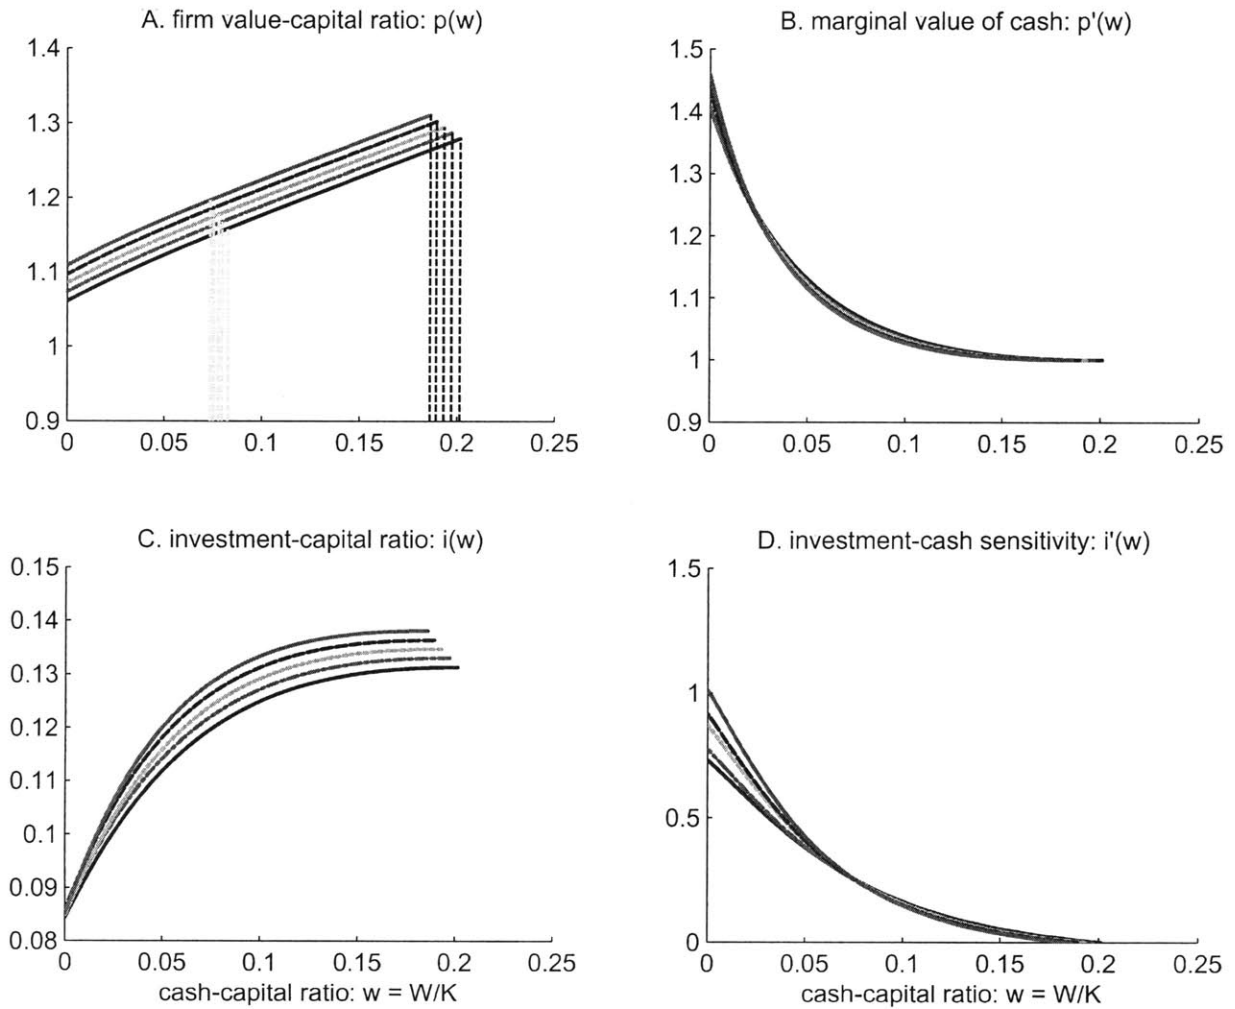 A. firm value-capital ratio: p(w)
1.4
1.3
1.2
1.1
1
0.9
0 0.05 0.1 0.15 0.2 0.25
B. marginal value of cash: p'(w)
1.5
1.4
1.3
1.2
1.1
1
0.9
0 0.05 0.1 0.15 0.2 0.25
C. investment-capital ratio: i(w)
0.15
0.14
0.13
0.12
0.11
0.1
0.09
0.08
0 0.05 0.1 0.15 0.2 0.25
cash-capital ratio: w = W/K
D. investment-cash sensitivity: i'(w)
1.5
1
0.5
0
0 0.05 0.1 0.15 0.2 0.25
cash-capital ratio: w = W/K